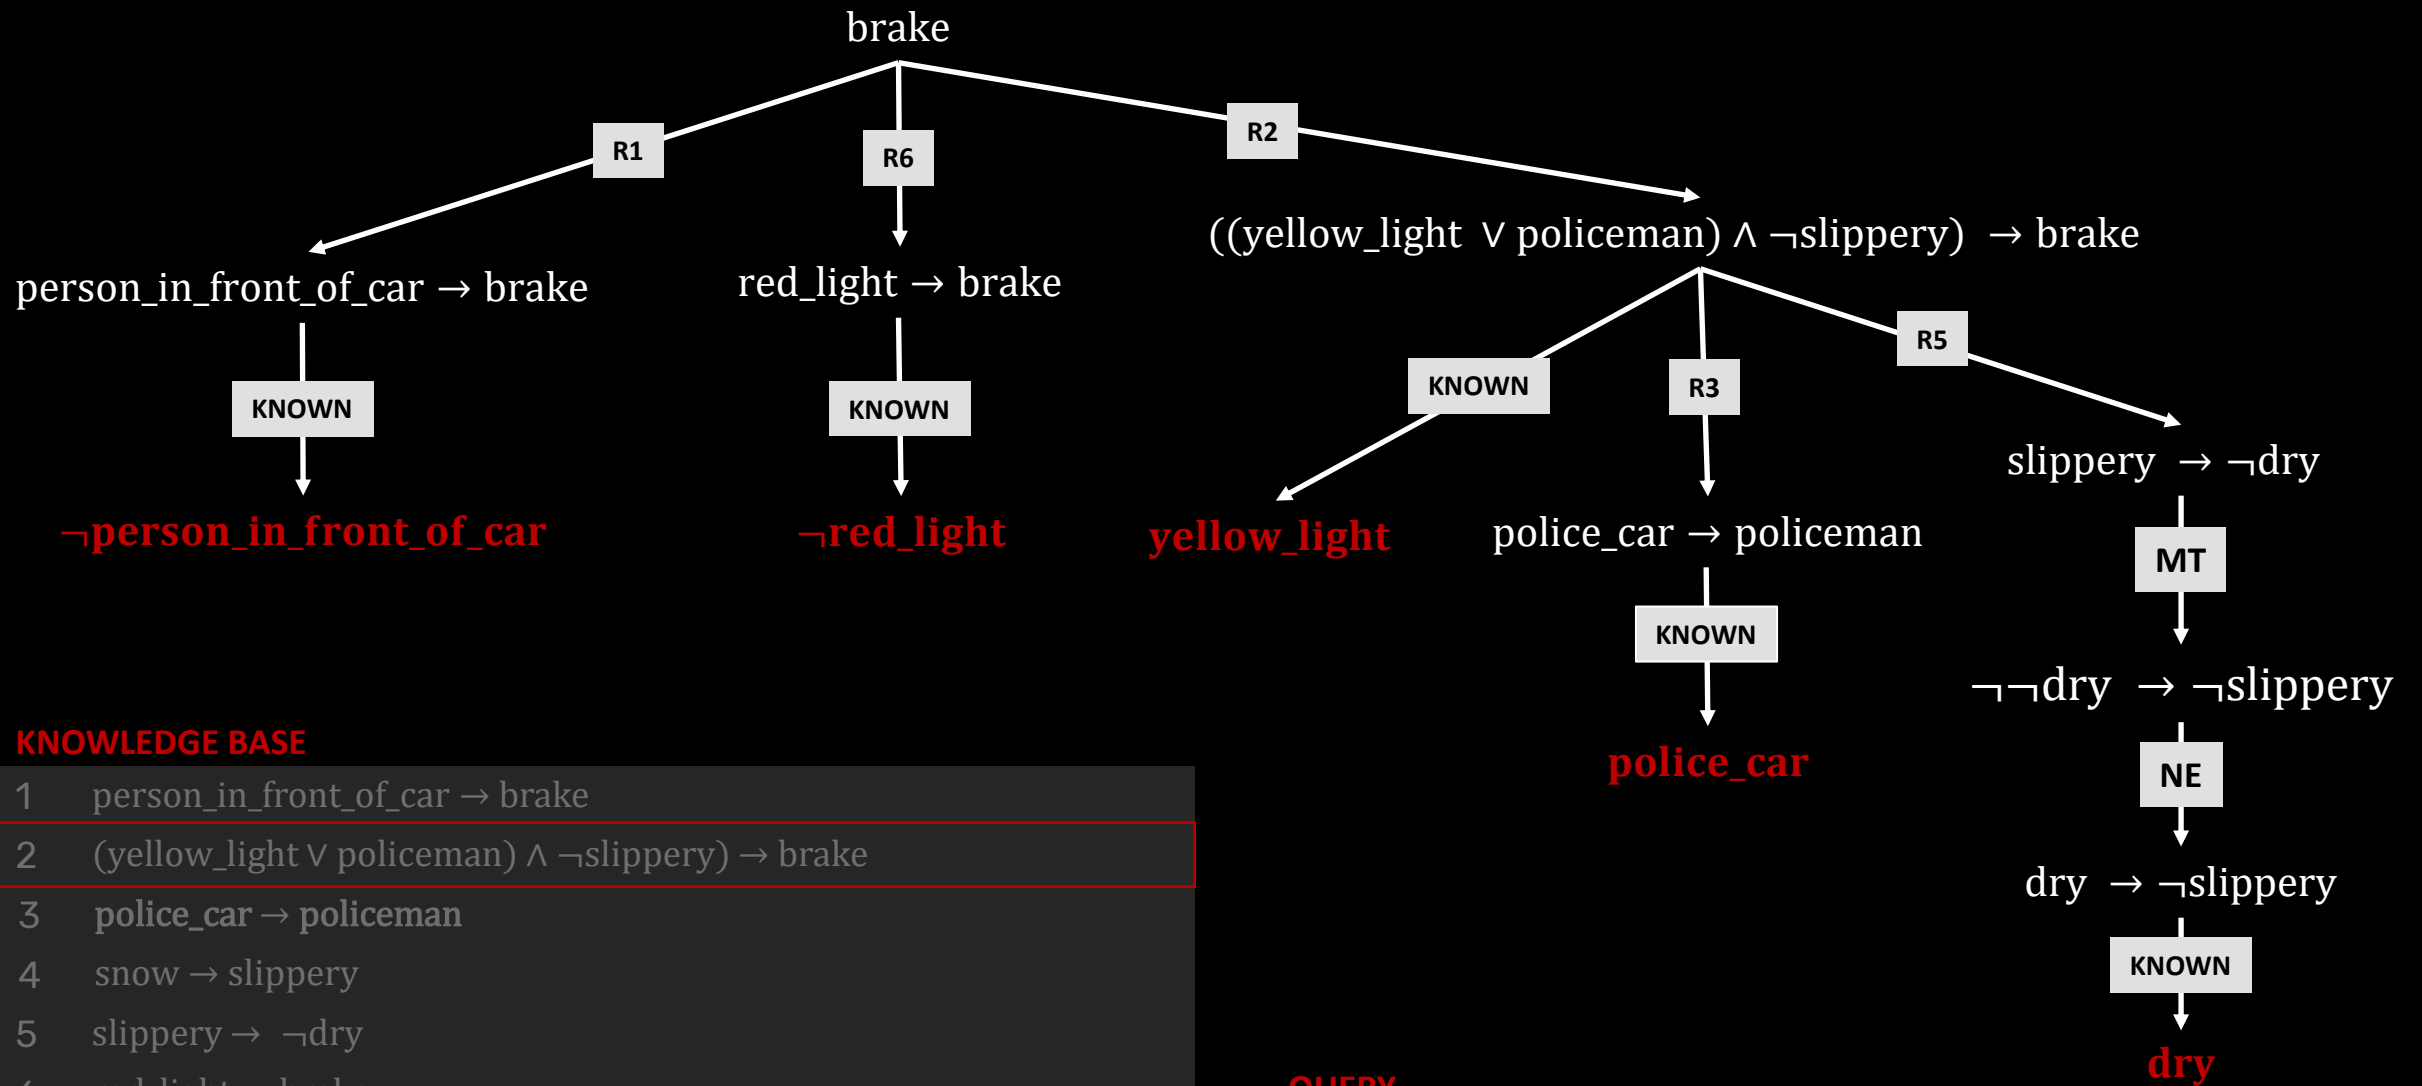 brake
R1
R6
R2
((yellow_light ∨ policeman) ∧ ¬slippery) → brake
person_in_front_of_car → brake
red_light → brake
R5
KNOWN
KNOWN
KNOWN
R3
slippery → ¬dry
¬person_in_front_of_car
¬red_light
yellow_light
police_car → policeman
MT
KNOWN
¬¬dry → ¬slippery
police_car
NE
dry → ¬slippery
KNOWN
dry
KNOWLEDGE BASE
1 person_in_front_of_car → brake
2 (yellow_light ∨ policeman) ∧ ¬slippery) → brake
3 police_car → policeman
4 snow → slippery
5 slippery → ¬dry
QUERY